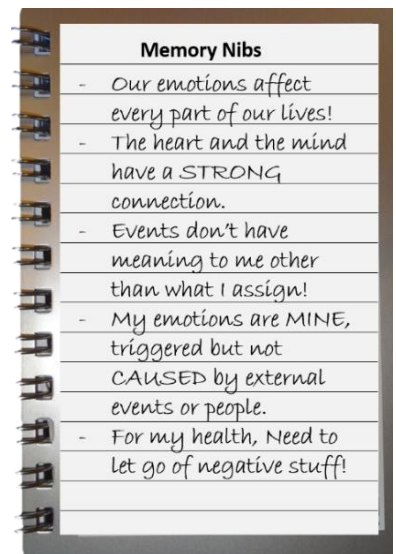 Memory Nibs
- Our emotions affect
every part of our lives!
- The heart and the mind
have a STRONG
connection.
- Events don't have
meaning to me other
than what I assign!
- My emotions are MINE,
triggered but not
CAUSED by external
events or people.
- For my health, Need to
let go of negative stuff!